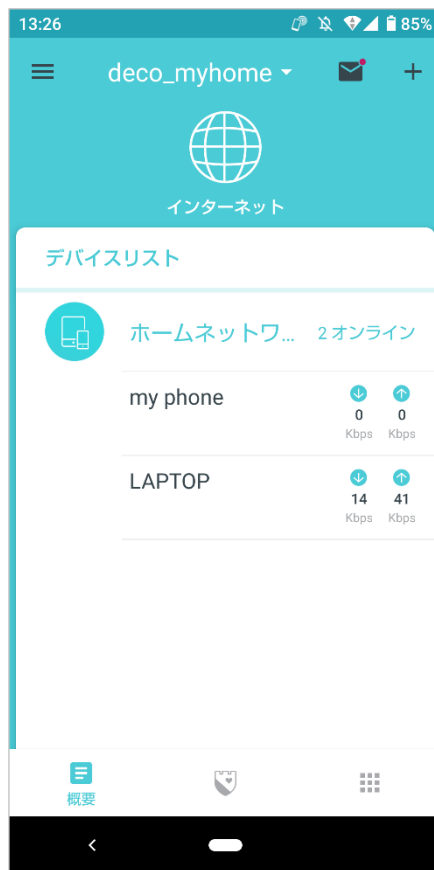 13:26 85%
deco_myhome
インターネット
デバイスリスト
ホームネットワ... 2 オンライン
my phone
0 0
Kbps Kbps
LAPTOP
14 41
Kbps Kbps
概要